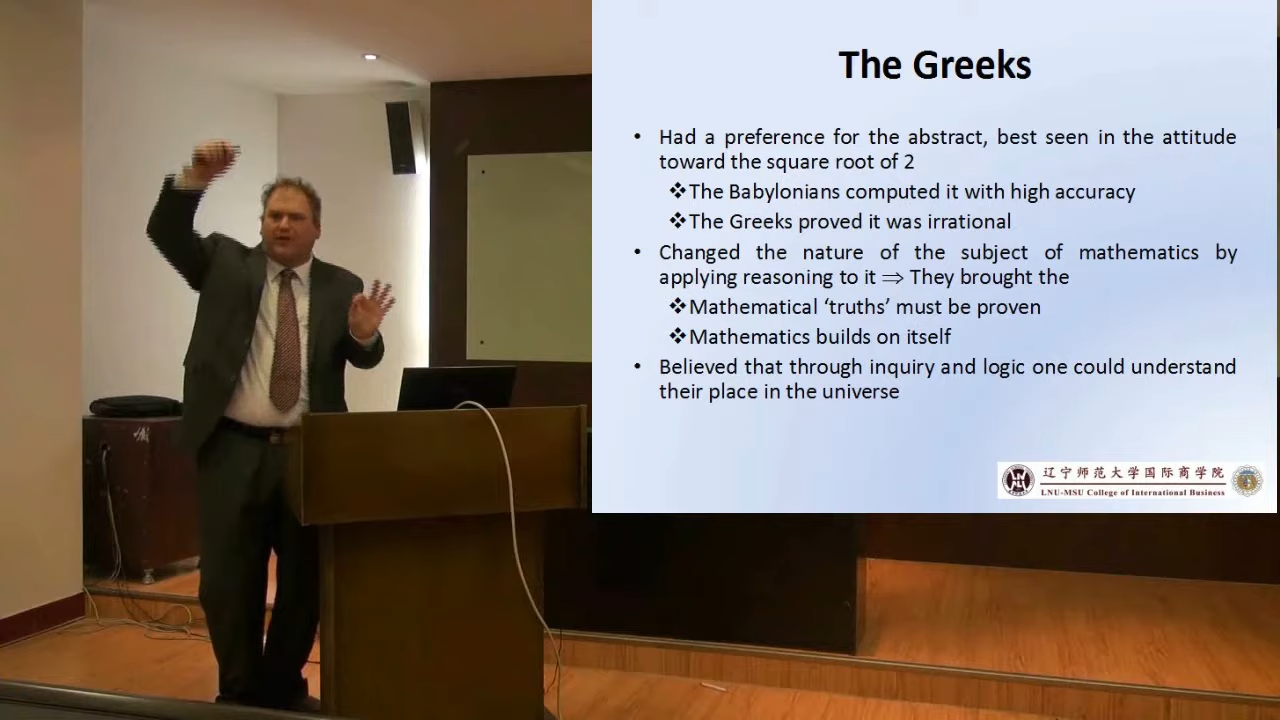 The Greeks
• Had a preference for the abstract, best seen in the attitude
toward the square root of 2
❖The Babylonians computed it with high accuracy
❖The Greeks proved it was irrational
• Changed the nature of the subject of mathematics by
applying reasoning to it ⇒ They brought the
❖Mathematical ‘truths’ must be proven
❖Mathematics builds on itself
• Believed that through inquiry and logic one could understand
their place in the universe
辽宁师范大学国际商学院
LNU-MSU College of International Business